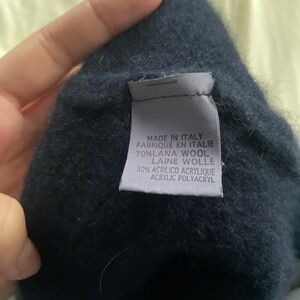 MADE IN ITALY
FABRIQUE EN ITALIE
70% LANA WOOL
LAINE WOLLE
30% ACRILICO ACRYLIQUE
ACRYLIC POLYACRYL